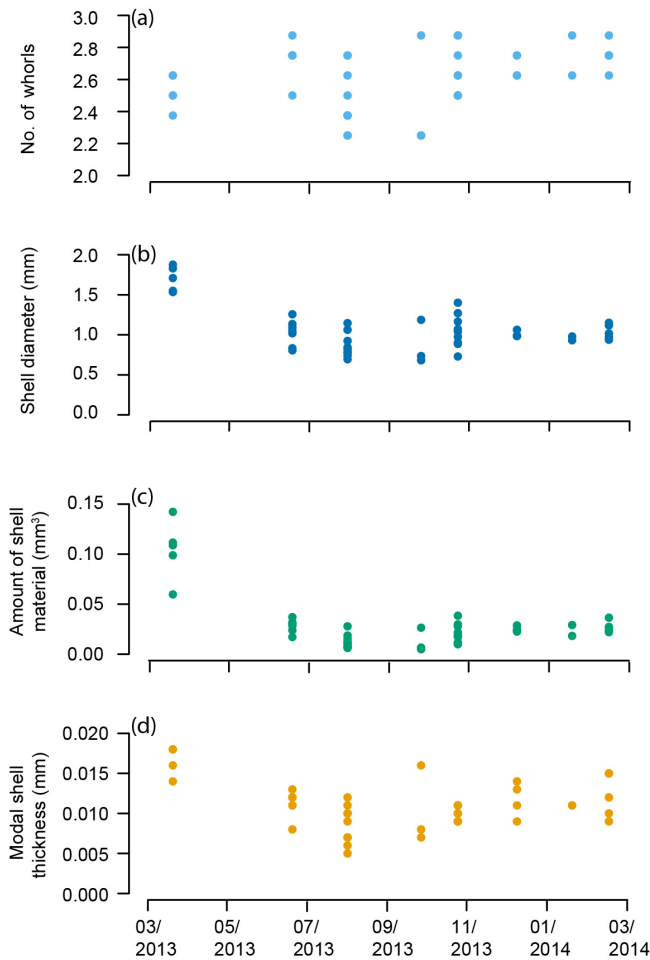 (a)
3.0
2.8
2.6
2.4
2.2
2.0
No. of whorls
(b)
2.0
1.5
1.0
0.5
0.0
Shell diameter (mm)
(c)
0.15
0.10
0.05
0.00
Amount of shell
material (mm³)
(d)
0.020
0.015
0.010
0.005
0.000
Modal shell
thickness (mm)
03/ 05/ 07/ 09/ 11/ 01/ 03/
2013 2013 2013 2013 2013 2014 2014